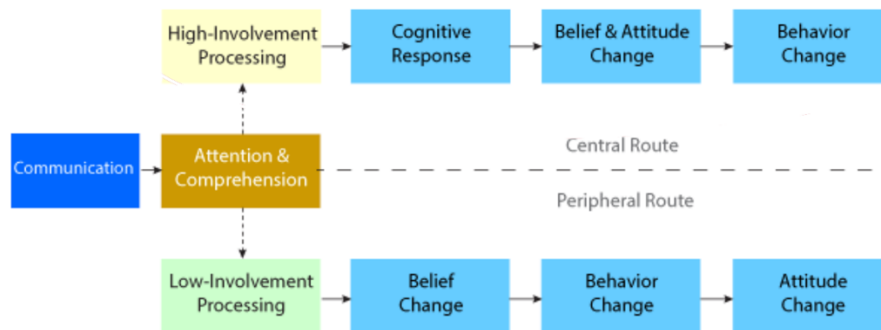 High-Involvement
Processing
Cognitive
Response
Belief & Attitude
Change
Behavior
Change
Communication
Attention &
Comprehension
Central Route
Peripheral Route
Low-Involvement
Processing
Belief
Change
Behavior
Change
Attitude
Change